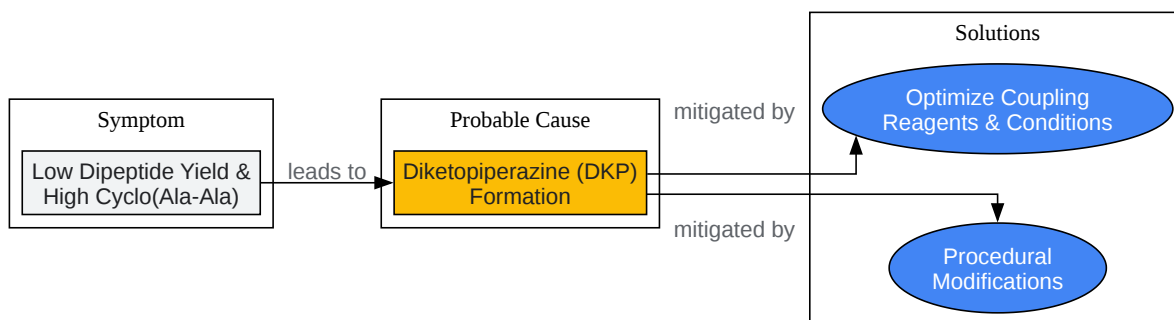 Solutions
Optimize Coupling
Reagents & Conditions
mitigated by
Symptom
Probable Cause
Low Dipeptide Yield &
High Cyclo(Ala-Ala)
leads to
Diketopiperazine (DKP)
Formation
mitigated by
Procedural
Modifications